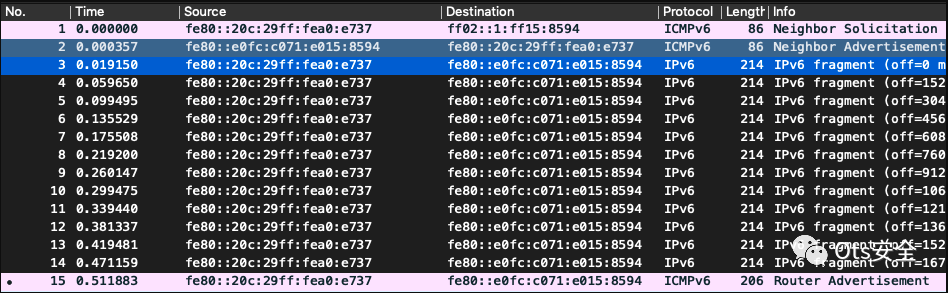 No. Time Source Destination Protocol Length Info
1 0.000000 fe80::20c:29ff:fea0:e737 ff02::1:ff15:8594 ICMPv6 86 Neighbor Solicitation
2 0.000357 fe80::e0fc:c071:e015:8594 fe80::20c:29ff:fea0:e737 ICMPv6 86 Neighbor Advertisement
3 0.019150 fe80::20c:29ff:fea0:e737 fe80::e0fc:c071:e015:8594 IPv6 214 IPv6 fragment (off=0 m
4 0.059650 fe80::20c:29ff:fea0:e737 fe80::e0fc:c071:e015:8594 IPv6 214 IPv6 fragment (off=152
5 0.099495 fe80::20c:29ff:fea0:e737 fe80::e0fc:c071:e015:8594 IPv6 214 IPv6 fragment (off=304
6 0.135529 fe80::20c:29ff:fea0:e737 fe80::e0fc:c071:e015:8594 IPv6 214 IPv6 fragment (off=456
7 0.175508 fe80::20c:29ff:fea0:e737 fe80::e0fc:c071:e015:8594 IPv6 214 IPv6 fragment (off=608
8 0.219200 fe80::20c:29ff:fea0:e737 fe80::e0fc:c071:e015:8594 IPv6 214 IPv6 fragment (off=760
9 0.260147 fe80::20c:29ff:fea0:e737 fe80::e0fc:c071:e015:8594 IPv6 214 IPv6 fragment (off=912
10 0.299475 fe80::20c:29ff:fea0:e737 fe80::e0fc:c071:e015:8594 IPv6 214 IPv6 fragment (off=106
11 0.339440 fe80::20c:29ff:fea0:e737 fe80::e0fc:c071:e015:8594 IPv6 214 IPv6 fragment (off=121
12 0.381337 fe80::20c:29ff:fea0:e737 fe80::e0fc:c071:e015:8594 IPv6 214 IPv6 fragment (off=136
13 0.419481 fe80::20c:29ff:fea0:e737 fe80::e0fc:c071:e015:8594 IPv6 214 IPv6 fragment (off=152
14 0.471159 fe80::20c:29ff:fea0:e737 fe80::e0fc:c071:e015:8594 IPv6 214 IPv6 fragment (off=167
15 0.511883 fe80::20c:29ff:fea0:e737 fe80::e0fc:c071:e015:8594 ICMPv6 206 Router Advertisement
Ots安全